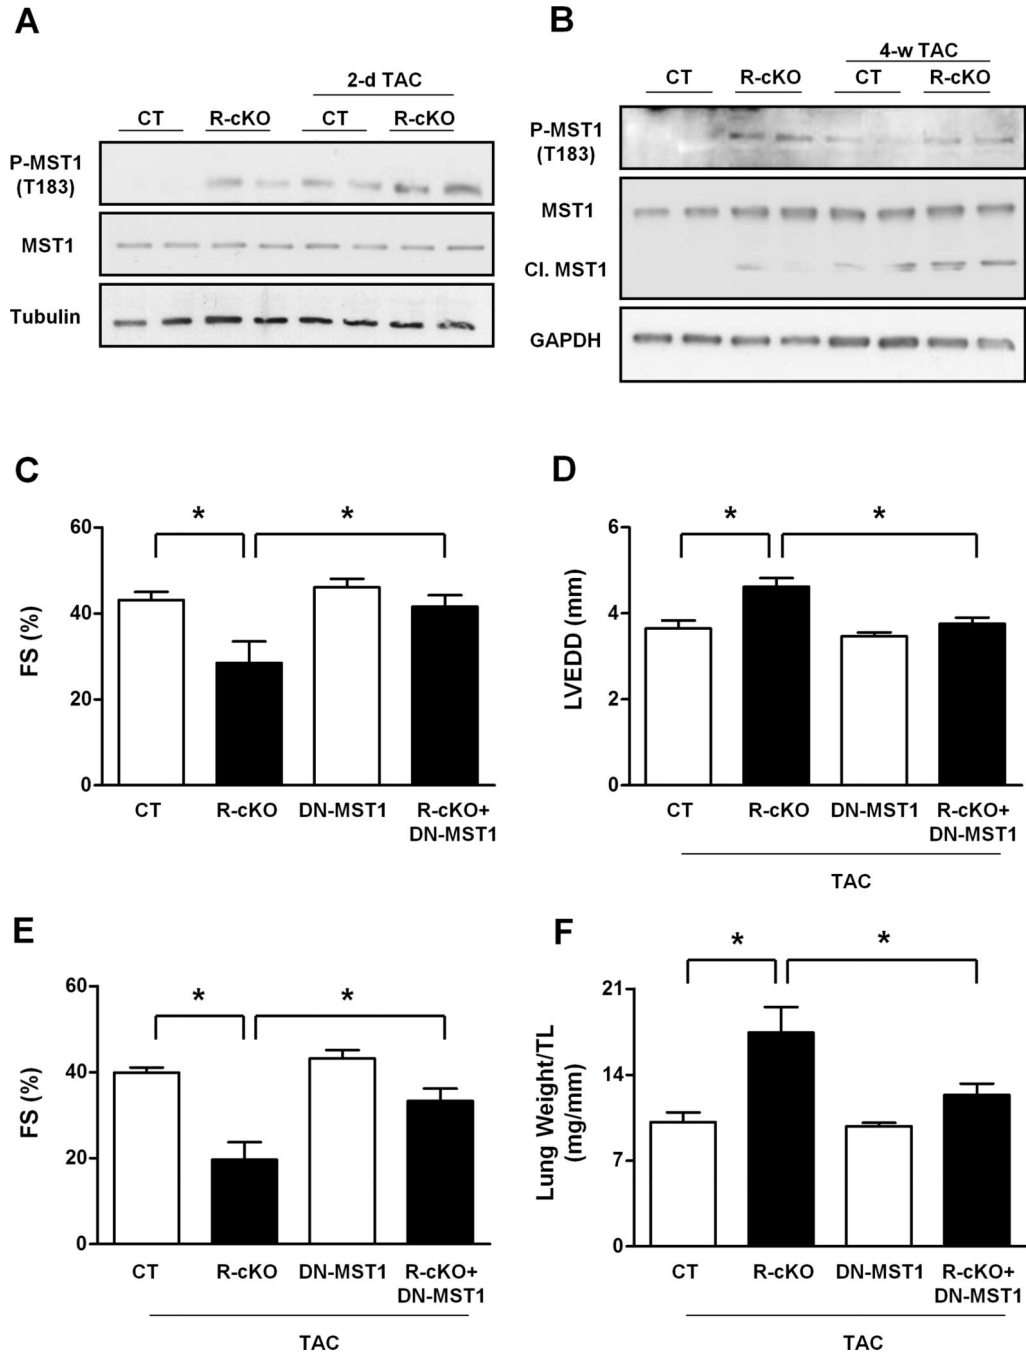 A
2-d TAC
CT R-cKO CT R-cKO
P-MST1
(T183)
MST1
Tubulin
B
4-w TAC
CT R-cKO CT R-cKO
P-MST1
(T183)
MST1
Cl. MST1
GAPDH
C
* *
60
40
20
0
FS (%)
CT R-cKO DN-MST1 R-cKO+
DN-MST1
D
* *
6
4
2
0
LVEDD (mm)
CT R-cKO DN-MST1 R-cKO+
DN-MST1
TAC
E
* *
60
40
20
0
FS (%)
CT R-cKO DN-MST1 R-cKO+
DN-MST1
TAC
F
* *
21
14
7
0
Lung Weight/TL
(mg/mm)
CT R-cKO DN-MST1 R-cKO+
DN-MST1
TAC